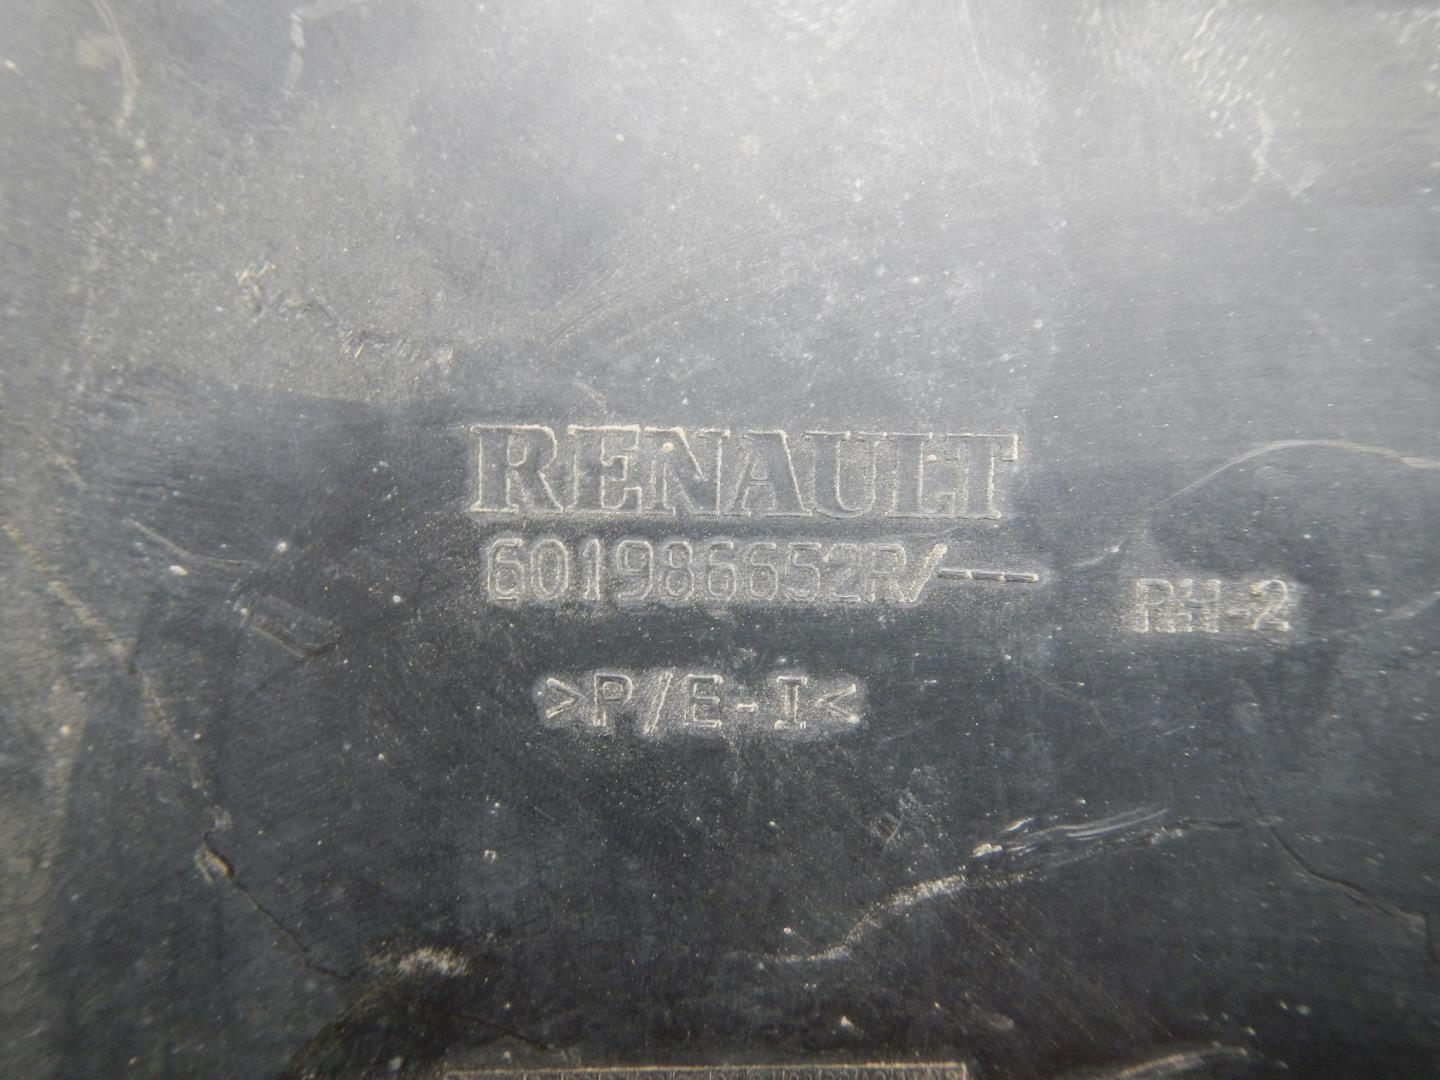 RENAULT
601986652R/---
PH-2
>P/E-I<